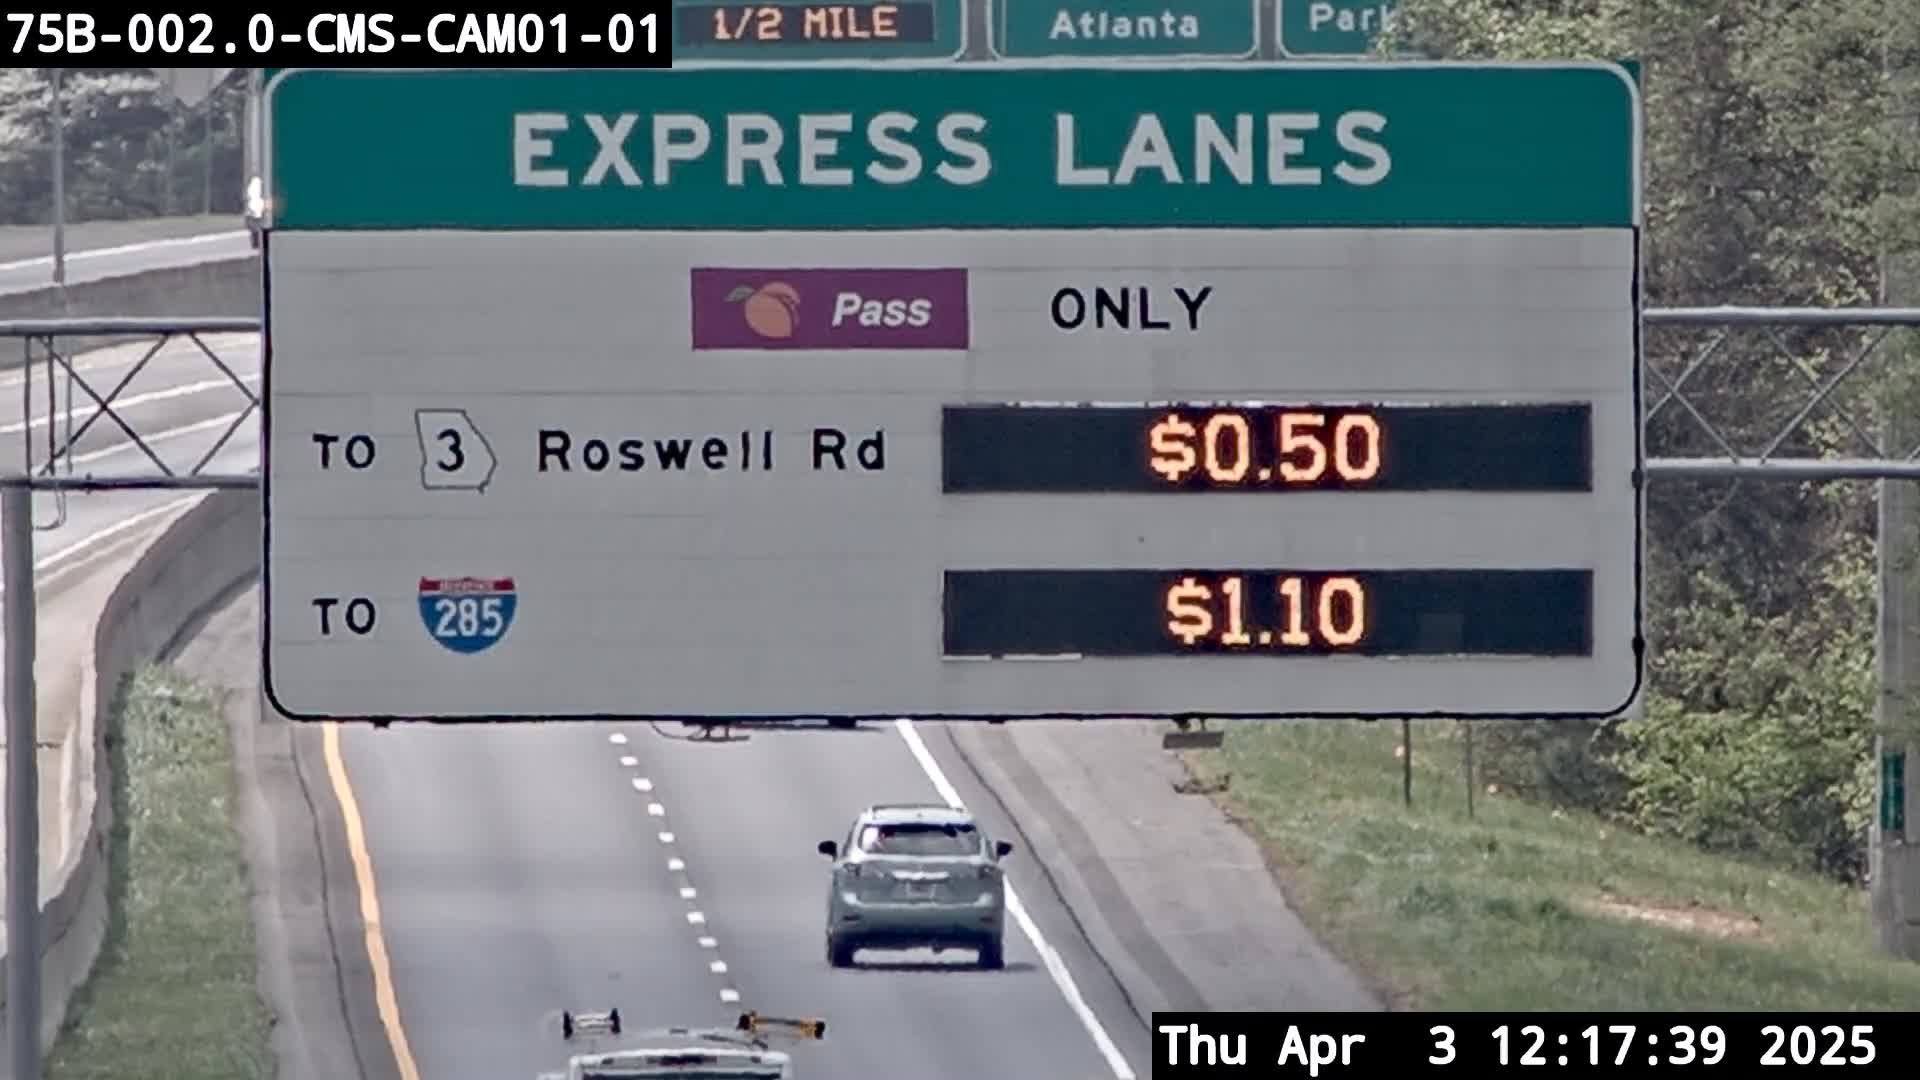 75B-002.0-CMS-CAM01-01
1/2 MILE
Atlanta
Park
EXPRESS LANES
Pass ONLY
TO 3 Roswell Rd $0.50
TO 285 $1.10
Thu Apr 3 12:17:39 2025